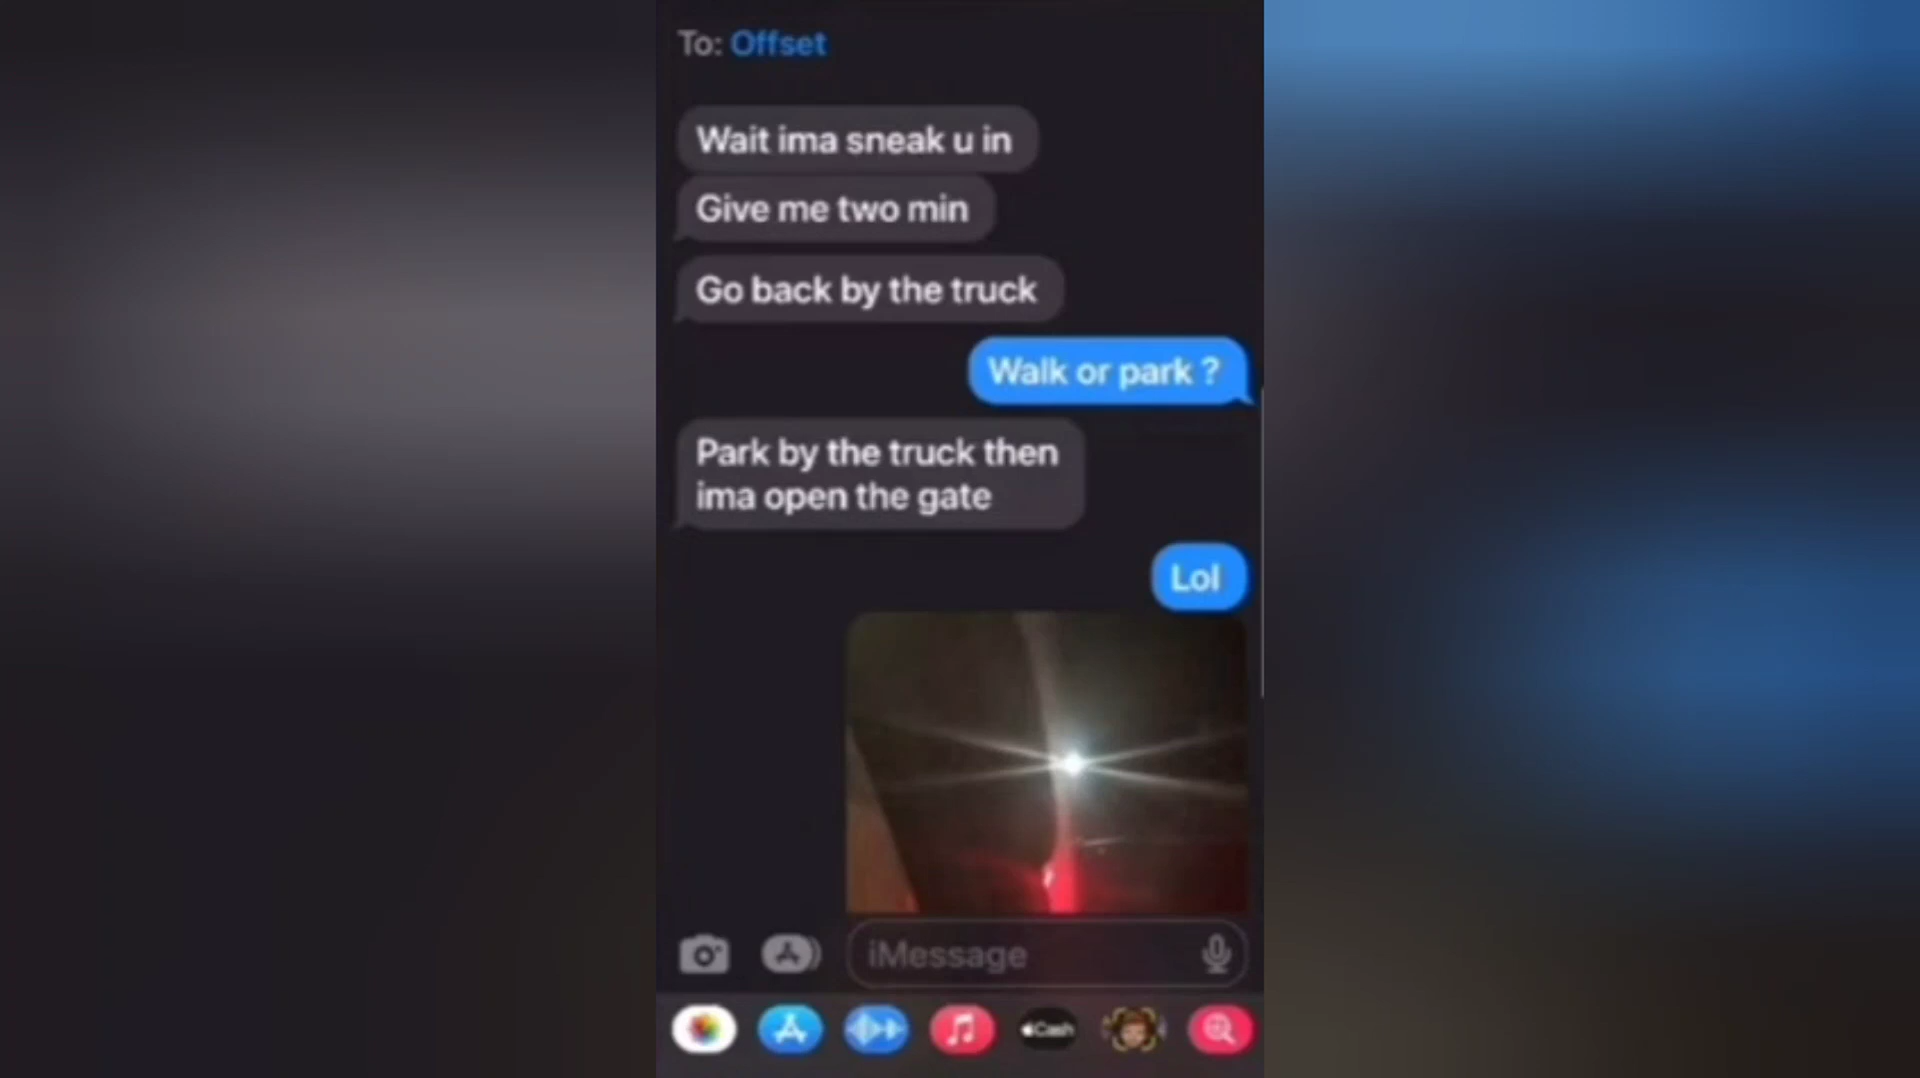 To: Offset
Wait ima sneak u in
Give me two min
Go back by the truck
Walk or park ?
Park by the truck then
ima open the gate
Lol
iMessage
Cash